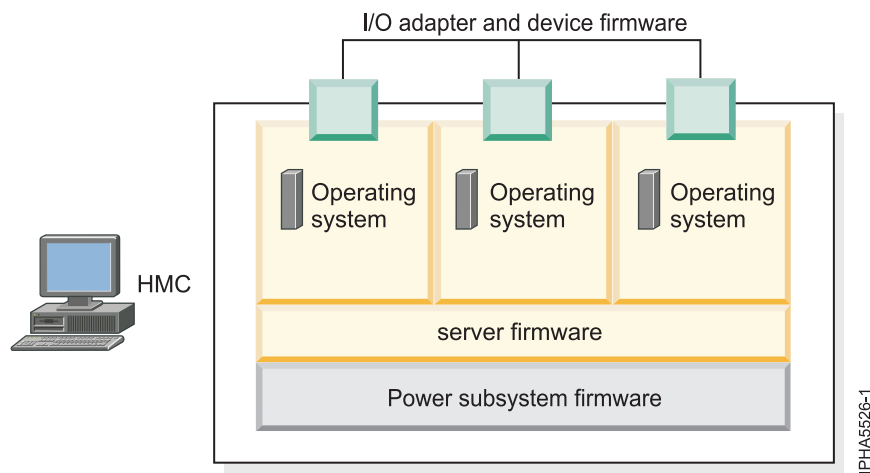 I/O adapter and device firmware
Operating
system
Operating
system
Operating
system
HMC
server firmware
Power subsystem firmware
IPHA5526-1